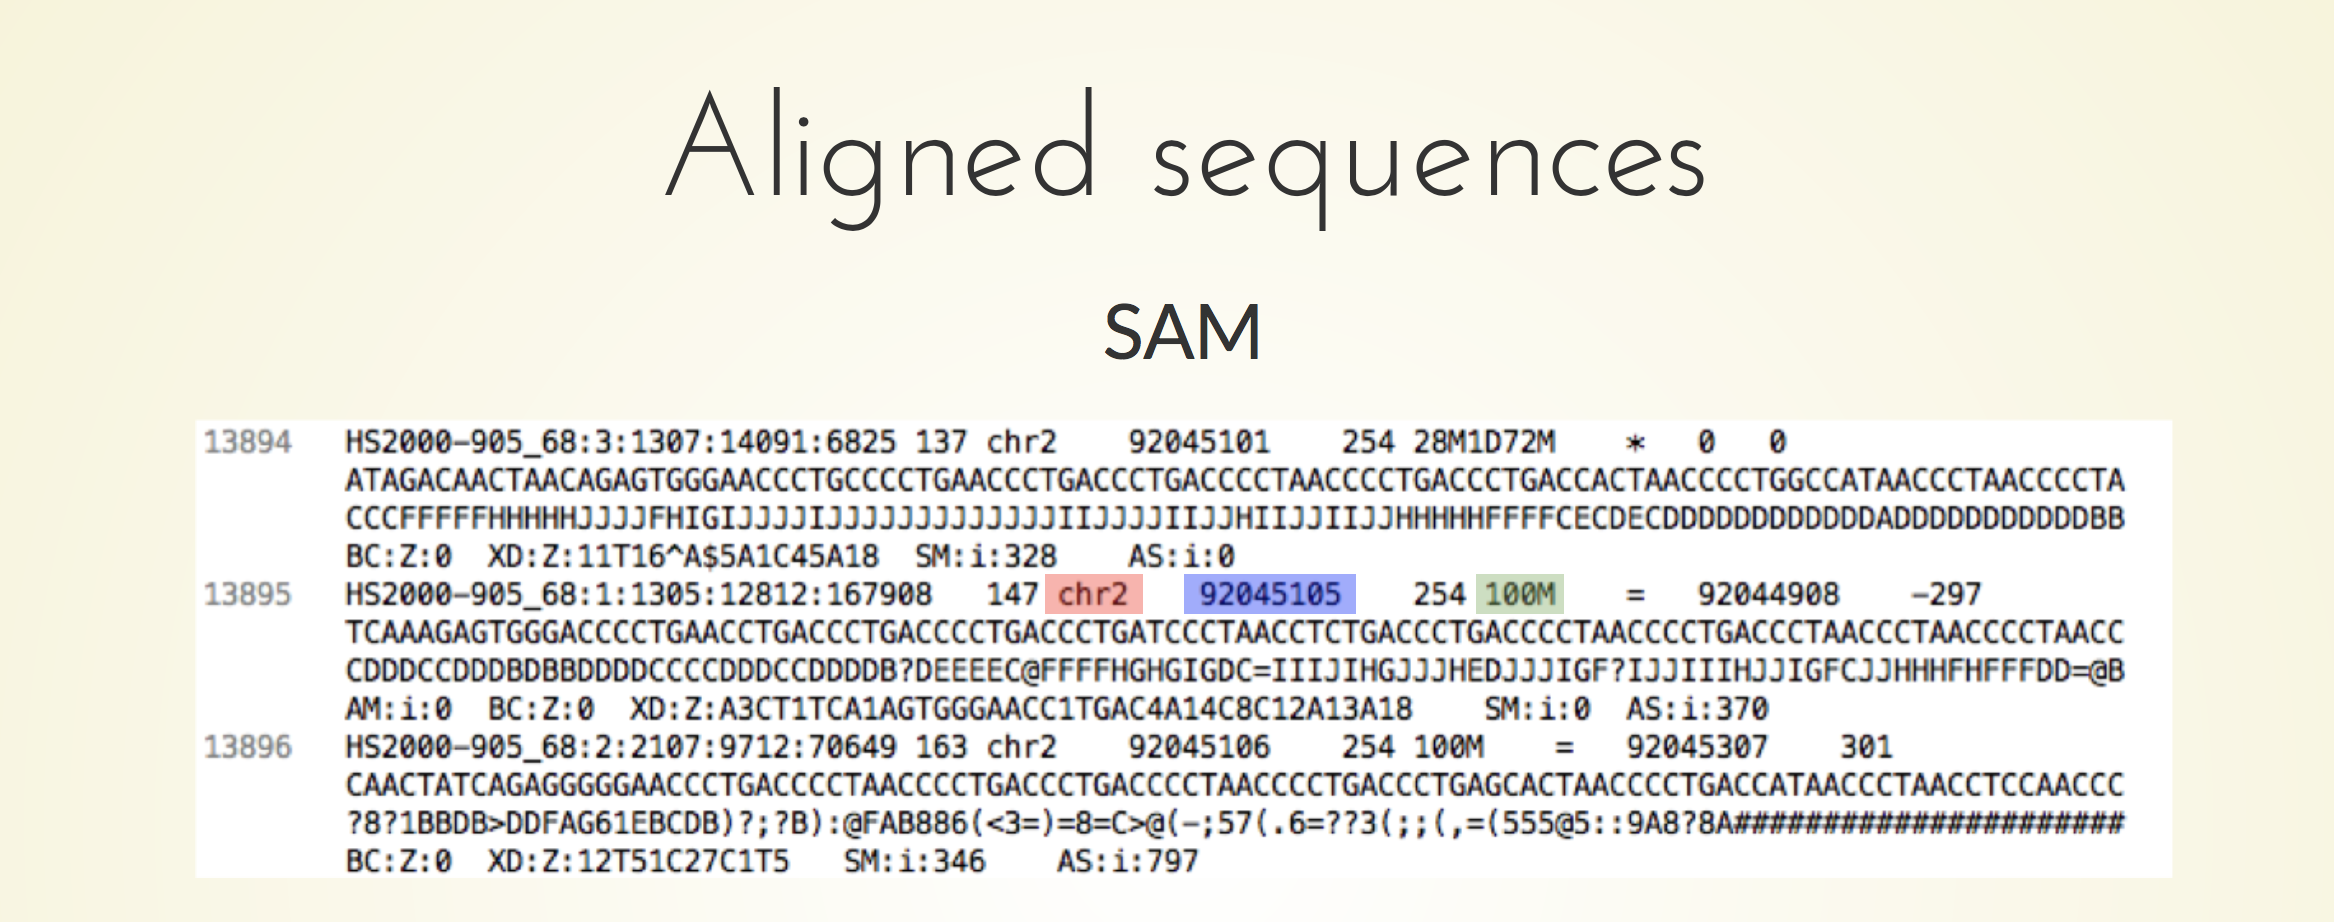 Aligned sequences
SAM
13894 HS2000-905_68:3:1307:14091:6825 137 chr2 92045101 254 28M1D72M * 0 0
ATAGACAACTAACAGAGTGGGAACCCTGCCCCTGAACCCTGACCCTGACCCCTAACCCCTGACCCTGACCACTAACCCCTGGCCATAACCCTAACCCCTA
CCCFFFFFHHHHHJJJJFHIGIJJJJIJJJJJJJJJJJJJIIJJJJIIJJHIIJJIIJJHHHHHFFFFCECDECDDDDDDDDDDDDADDDDDDDDDDDBB
BC:Z:0 XD:Z:11T16^A$5A1C45A18 SM:i:328 AS:i:0
13895 HS2000-905_68:1:1305:12812:167908 147 chr2 92045105 254 100M = 92044908 -297
TCAAAGAGTGGGACCCCTGAACCTGACCCTGACCCCTGACCCTGATCCCTAACCTCTGACCCTGACCCCTAACCCCTGACCCTAACCCTAACCCCTAACC
CDDDCCDDDBDBBDDDDCCCCDDDCCDDDDB?DEEEEC@FFFFHGHGIGDC=IIIJIHGJJJHEDJJJIGF?IJJIIIHJJIGFCJJHHHFHFFFDD=@B
AM:i:0 BC:Z:0 XD:Z:A3CT1TCA1AGTGGGAACC1TGAC4A14C8C12A13A18 SM:i:0 AS:i:370
13896 HS2000-905_68:2:2107:9712:70649 163 chr2 92045106 254 100M = 92045307 301
CAACTATCAGAGGGGGAACCCTGACCCCTAACCCCTGACCCTGACCCCTAACCCCTGACCCTGAGCACTAACCCCTGACCATAACCCTAACCTCCAACCC
?8?1BBDB>DDFAG61EBCDB)?;?B):@FAB886(<3=)=8=C>@(-;57(.6=??3(;;(,=(555@5::9A8?8A######################
BC:Z:0 XD:Z:12T51C27C1T5 SM:i:346 AS:i:797